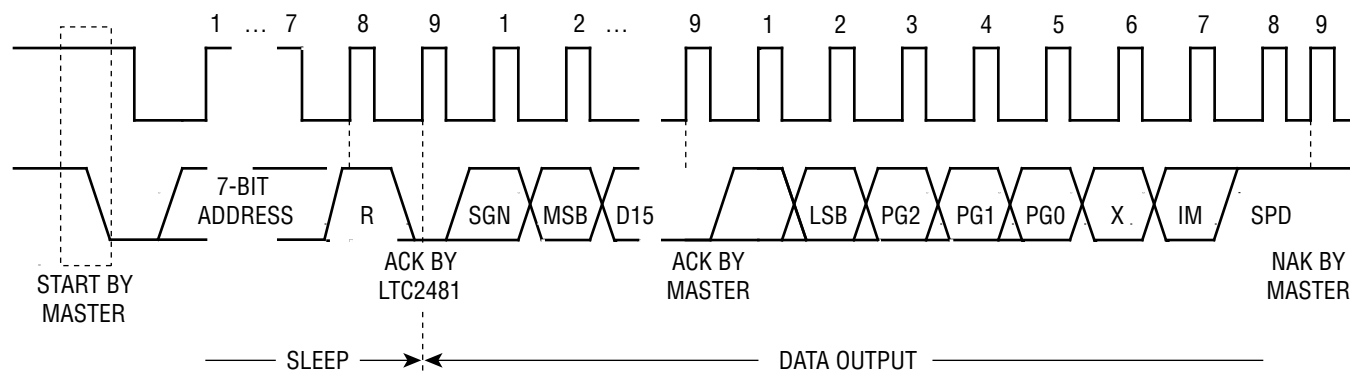 1 … 7 8 9 1 2 … 9 1 2 3 4 5 6 7 8 9
7-BIT
ADDRESS
R SGN MSB D15 LSB PG2 PG1 PG0 X IM SPD
START BY
MASTER
ACK BY
LTC2481
ACK BY
MASTER
NAK BY
MASTER
SLEEP DATA OUTPUT